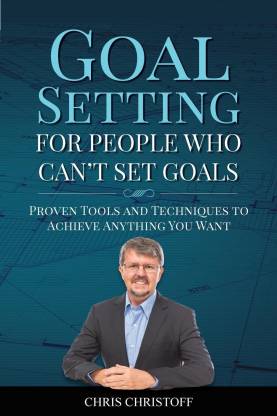 GOAL
SETTING
FOR PEOPLE WHO
CAN'T SET GOALS
PROVEN TOOLS AND TECHNIQUES TO
ACHIEVE ANYTHING YOU WANT
CHRIS CHRISTOFF